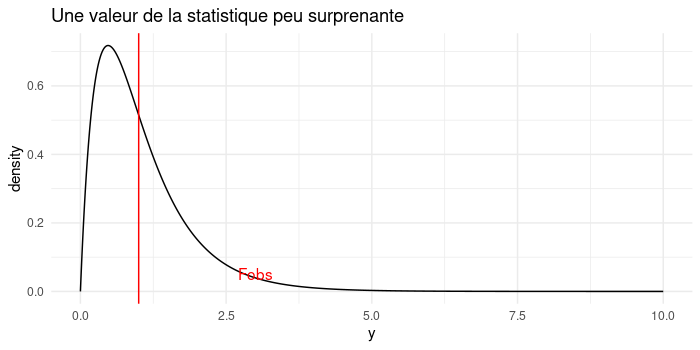 Une valeur de la statistique peu surprenante
density
0.6
0.4
0.2
0.0
Fobs
0.0 2.5 5.0 7.5 10.0
y